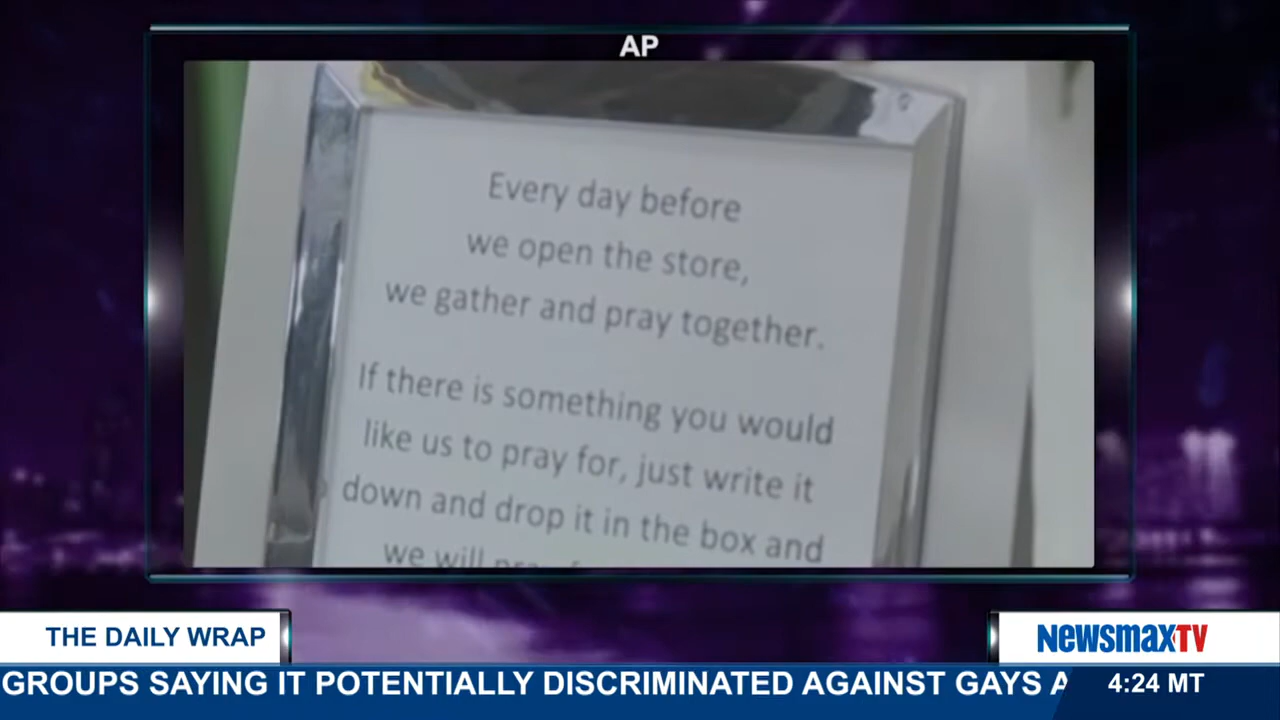 AP
Every day before
we open the store,
we gather and pray together.
If there is something you would
like us to pray for, just write it
down and drop it in the box and
we will
THE DAILY WRAP
NEWSMAXTV
GROUPS SAYING IT POTENTIALLY DISCRIMINATED AGAINST GAYS
4:24 MT